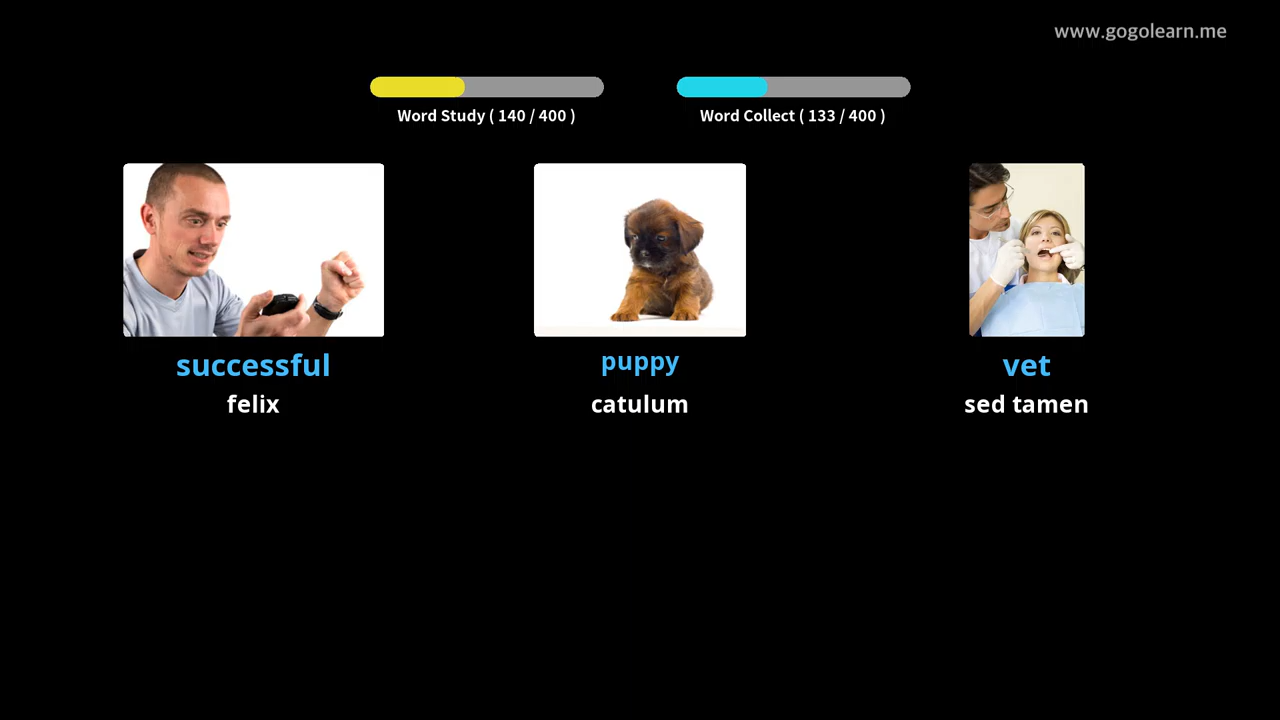 www.gogolearn.me
Word Study ( 140 / 400 )
Word Collect ( 133 / 400 )
successful
felix
puppy
catulum
vet
sed tamen